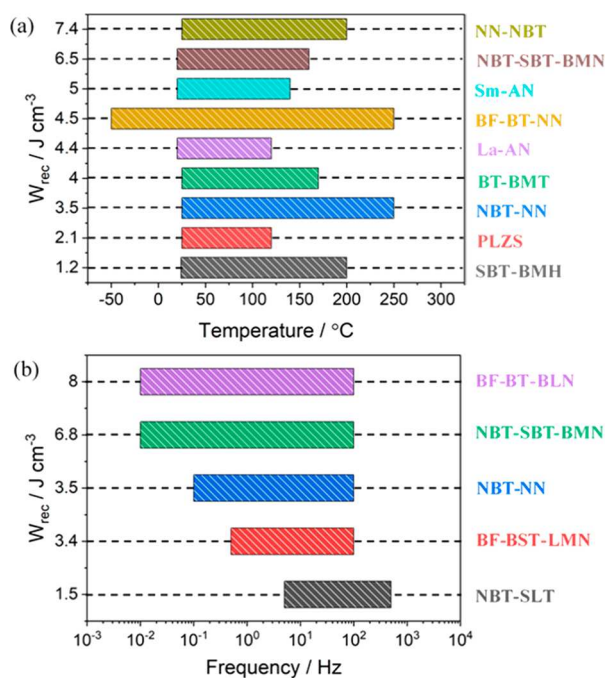 (a)
7.4 NN-NBT
6.5 NBT-SBT-BMN
5 Sm-AN
4.5 BF-BT-NN
4.4 La-AN
4 BT-BMT
3.5 NBT-NN
2.1 PLZS
1.2 SBT-BMH
W_rec / J cm⁻³
-50 0 50 100 150 200 250 300
Temperature / °C
(b)
8 BF-BT-BLN
6.8 NBT-SBT-BMN
3.5 NBT-NN
3.4 BF-BST-LMN
1.5 NBT-SLT
W_rec / J cm⁻³
10⁻³ 10⁻² 10⁻¹ 10⁰ 10¹ 10² 10³ 10⁴
Frequency / Hz